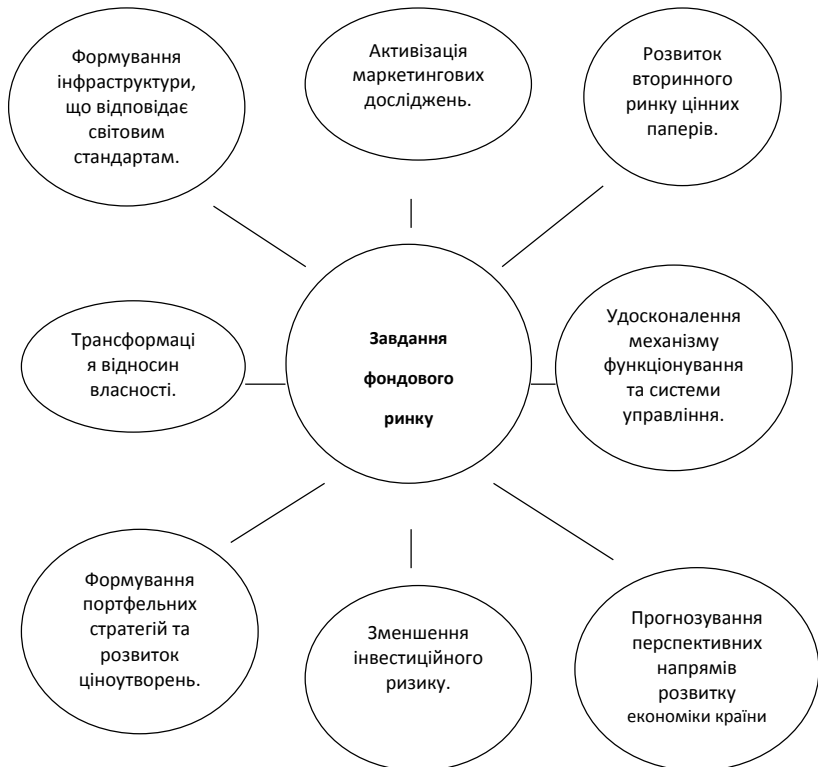 Формування
інфраструктури,
що відповідає
світовим
стандартам.
Активізація
маркетингових
досліджень.
Розвиток
вторинного
ринку цінних
паперів.
Трансформаці
я відносин
власності.
Завдання
фондового
ринку
Удосконалення
механізму
функціонування
та системи
управління.
Формування
портфельних
стратегій та
розвиток
ціноутворень.
Зменшення
інвестиційного
ризику.
Прогнозування
перспективних
напрямів
розвитку
економіки країни